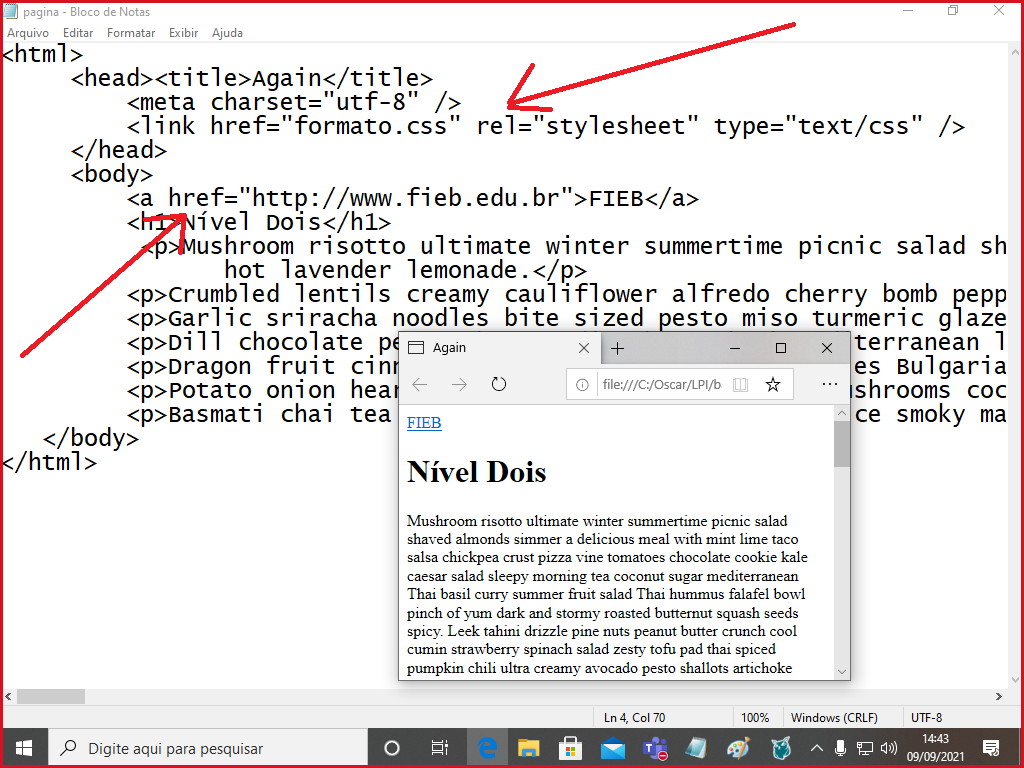 pagina - Bloco de Notas
Arquivo Editar Formatar Exibir Ajuda
<html>
<head><title>Again</title>
<meta charset="utf-8" />
<link href="formato.css" rel="stylesheet" type="text/css" />
</head>
<body>
<a href="http://www.fieb.edu.br">FIEB</a>
<h1>Nível Dois</h1>
<p>Mushroom risotto ultimate winter summertime picnic salad sh
hot lavender lemonade.</p>
<p>Crumbled lentils creamy cauliflower alfredo cherry bomb pepp
<p>Garlic sriracha noodles bite sized pesto miso turmeric glaze
<p>Dill chocolate pe terranean l
<p>Dragon fruit cinn es Bulgaria
<p>Potato onion hear shrooms coc
<p>Basmati chai tea ce smoky ma
</body>
</html>
Again
file:///C:/Oscar/LPI/b
FIEB
Nível Dois
Mushroom risotto ultimate winter summertime picnic salad
shaved almonds simmer a delicious meal with mint lime taco
salsa chickpea crust pizza vine tomatoes chocolate cookie kale
caesar salad sleepy morning tea coconut sugar mediterranean
Thai basil curry summer fruit salad Thai hummus falafel bowl
pinch of yum dark and stormy roasted butternut squash seeds
spicy. Leek tahini drizzle pine nuts peanut butter crunch cool
cumin strawberry spinach salad zesty tofu pad thai spiced
pumpkin chili ultra creamy avocado pesto shallots artichoke
Ln 4, Col 70 100% Windows (CRLF) UTF-8
Digite aqui para pesquisar
14:43
09/09/2021